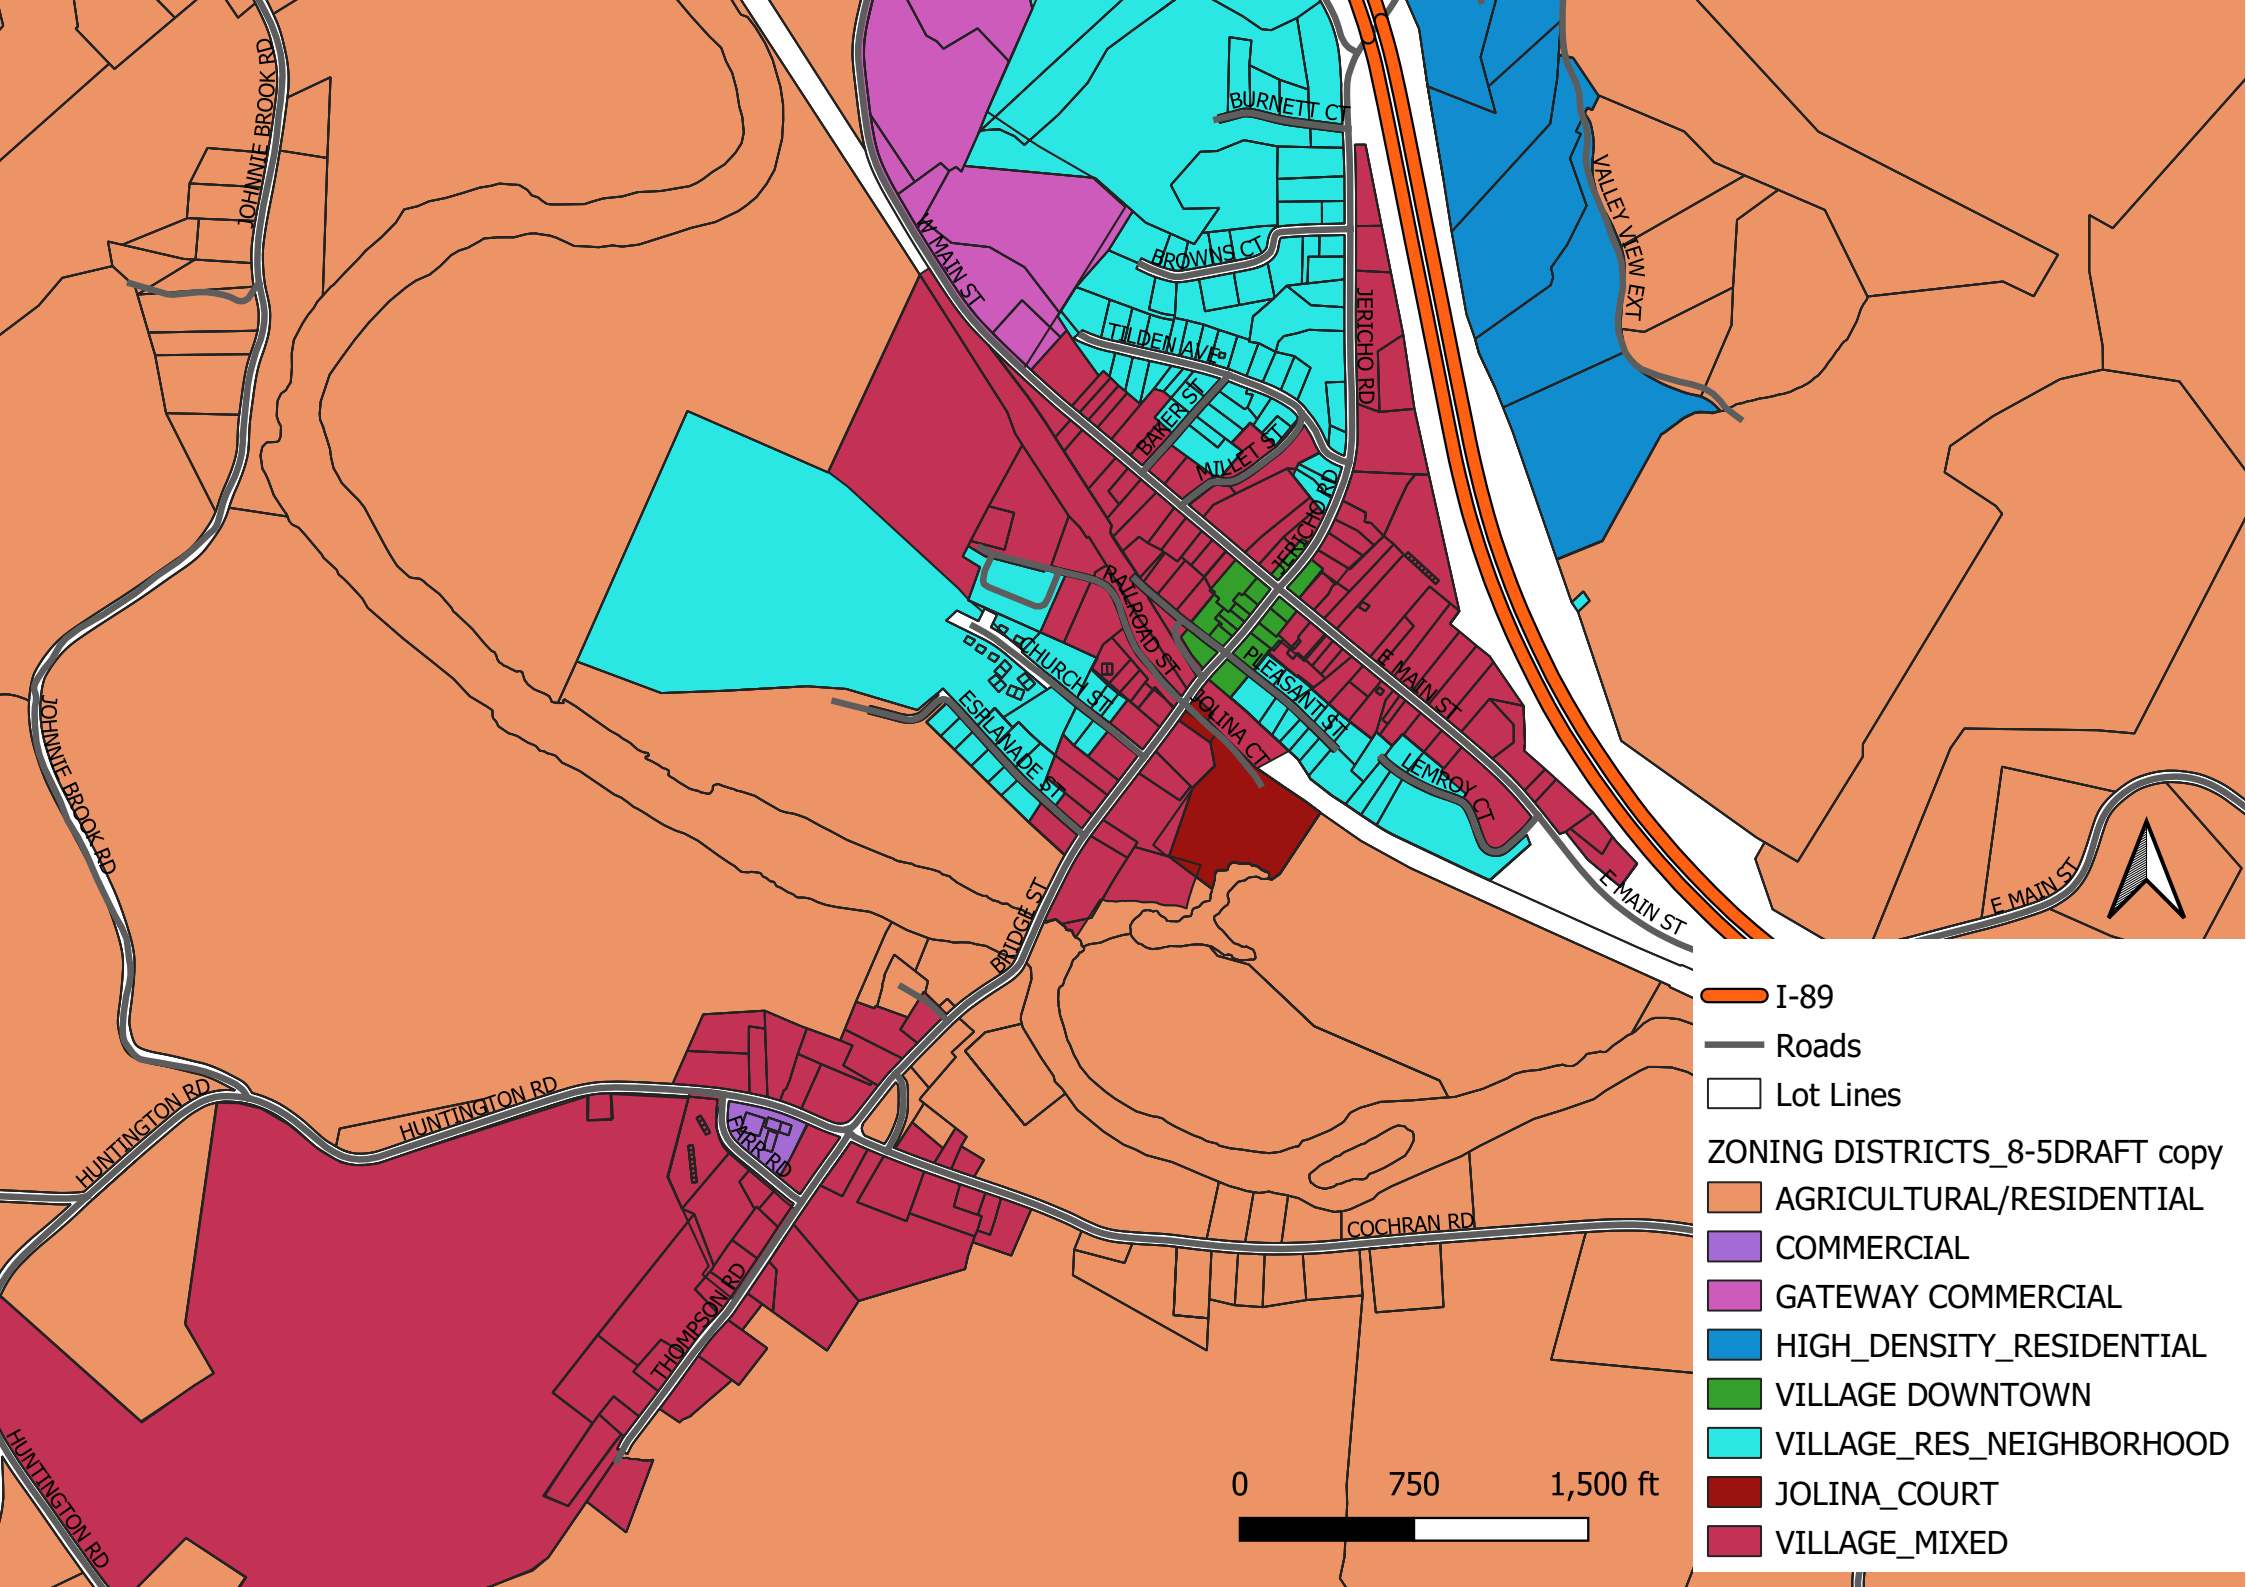 JOHNNIE BROOK RD
BURNETT CT
VALLEY VIEW EXT
W MAIN ST
BROWNS CT
JERICHO RD
TILDEN AVE
BAKER ST
MILLET ST
JERICHO RD
RAILROAD ST
CHURCH ST
PLEASANT ST
E MAIN ST
JOLINA CT
ESPLANADE ST
LEMROY CT
JOHNNIE BROOK RD
E MAIN ST
E MAIN ST
BRIDGE ST
HUNTINGTON RD
HUNTINGTON RD
FARR RD
COCHRAN RD
THOMPSON RD
HUNTINGTON RD
I-89
Roads
Lot Lines
ZONING DISTRICTS_8-5DRAFT copy
AGRICULTURAL/RESIDENTIAL
COMMERCIAL
GATEWAY COMMERCIAL
HIGH_DENSITY_RESIDENTIAL
VILLAGE DOWNTOWN
VILLAGE_RES_NEIGHBORHOOD
JOLINA_COURT
VILLAGE_MIXED
0 750 1,500 ft